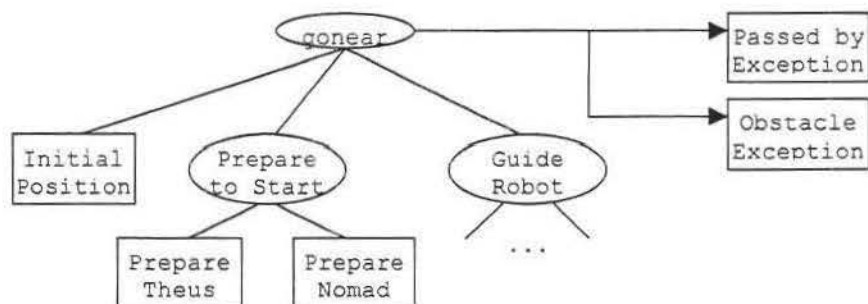 gonear
Passed by
Exception
Obstacle
Exception
Initial
Position
Prepare
to Start
Guide
Robot
Prepare
Theus
Prepare
Nomad
...